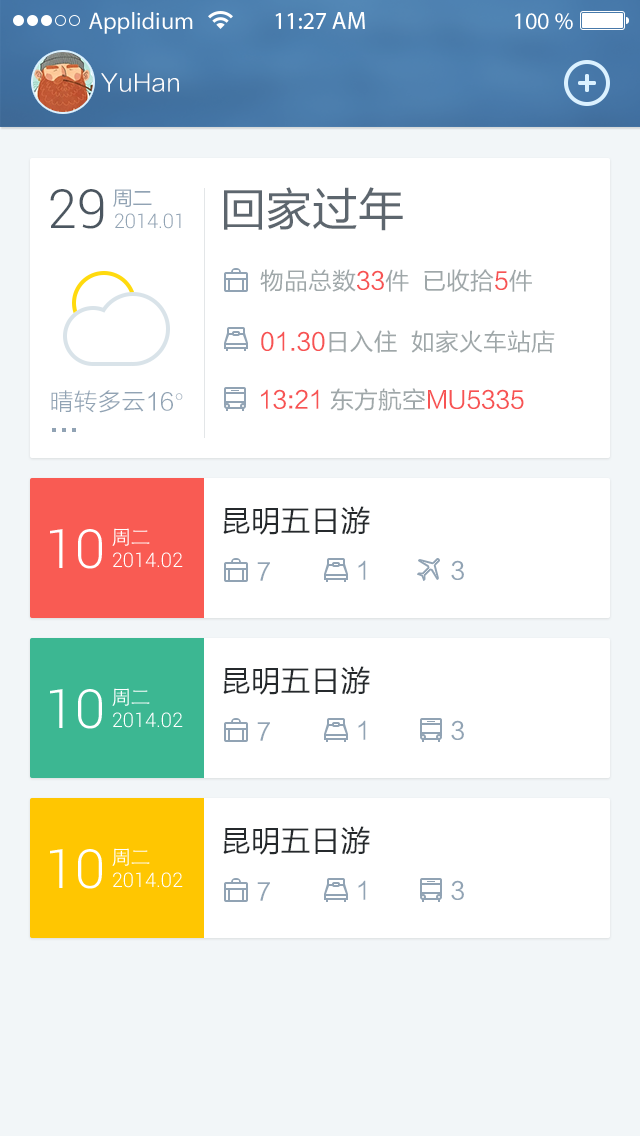 Applidium 11:27 AM 100 %
YuHan
29 周二
2014.01
回家过年
物品总数33件 已收拾5件
01.30日入住 如家火车站店
13:21 东方航空MU5335
晴转多云16°
...
10 周二
2014.02
昆明五日游
7 1 3
10 周二
2014.02
昆明五日游
7 1 3
10 周二
2014.02
昆明五日游
7 1 3